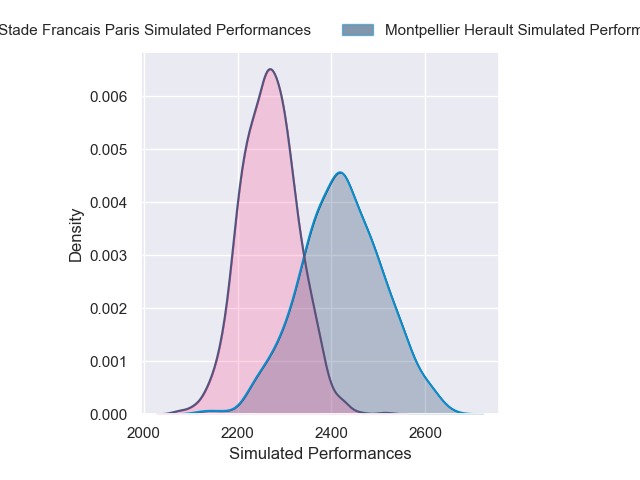 Stade Francais Paris Simulated Performances Montpellier Herault Simulated
0.006
0.005
0.004
0.003
0.002
0.001
0.000
Density
2000 2200 2400 2600
Simulated Performances